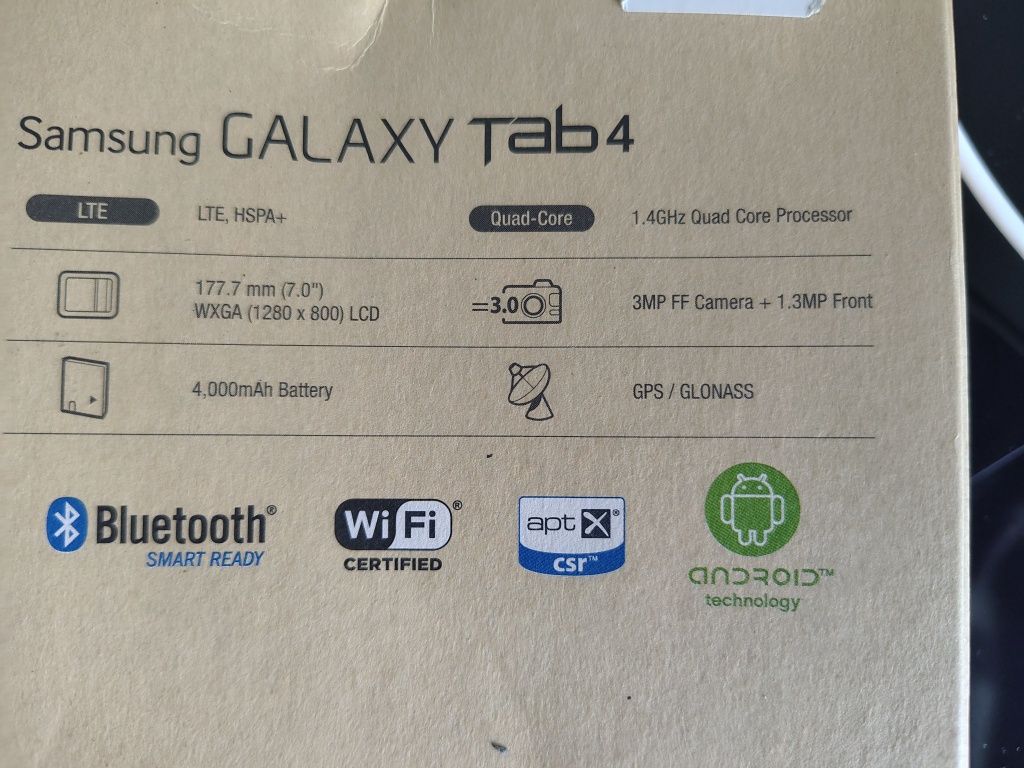 Samsung GALAXY Tab4
LTE
LTE, HSPA+
Quad-Core
1.4GHz Quad Core Processor
177.7 mm (7.0")
WXGA (1280 x 800) LCD
=3.0
3MP FF Camera + 1.3MP Front
4,000mAh Battery
GPS / GLONASS
Bluetooth®
SMART READY
Wi Fi®
CERTIFIED
aptX®
csr™
ANDROID™
technology